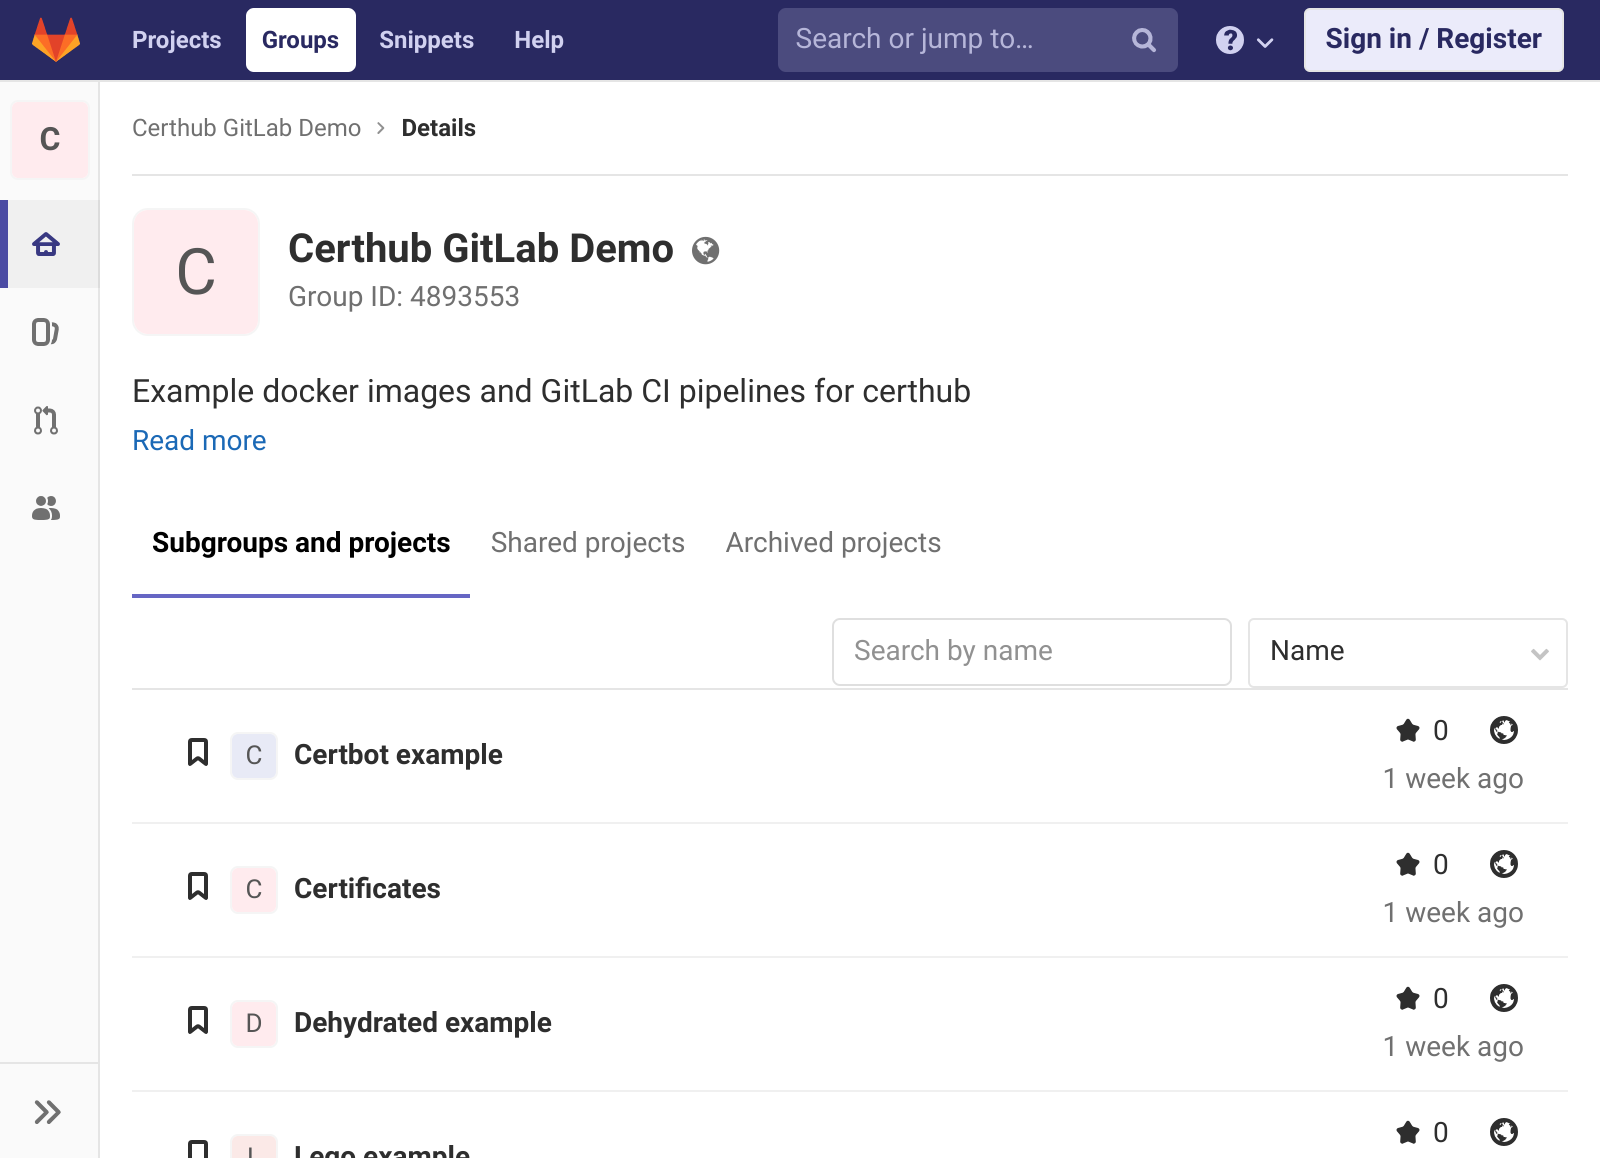 Projects Groups Snippets Help Search or jump to... ? Sign in / Register
C
Certhub GitLab Demo > Details
C
Certhub GitLab Demo
Group ID: 4893553
Example docker images and GitLab CI pipelines for certhub
Read more
Subgroups and projects Shared projects Archived projects
Search by name Name
C Certbot example 0
1 week ago
C Certificates 0
1 week ago
D Dehydrated example 0
1 week ago
L Lego example 0